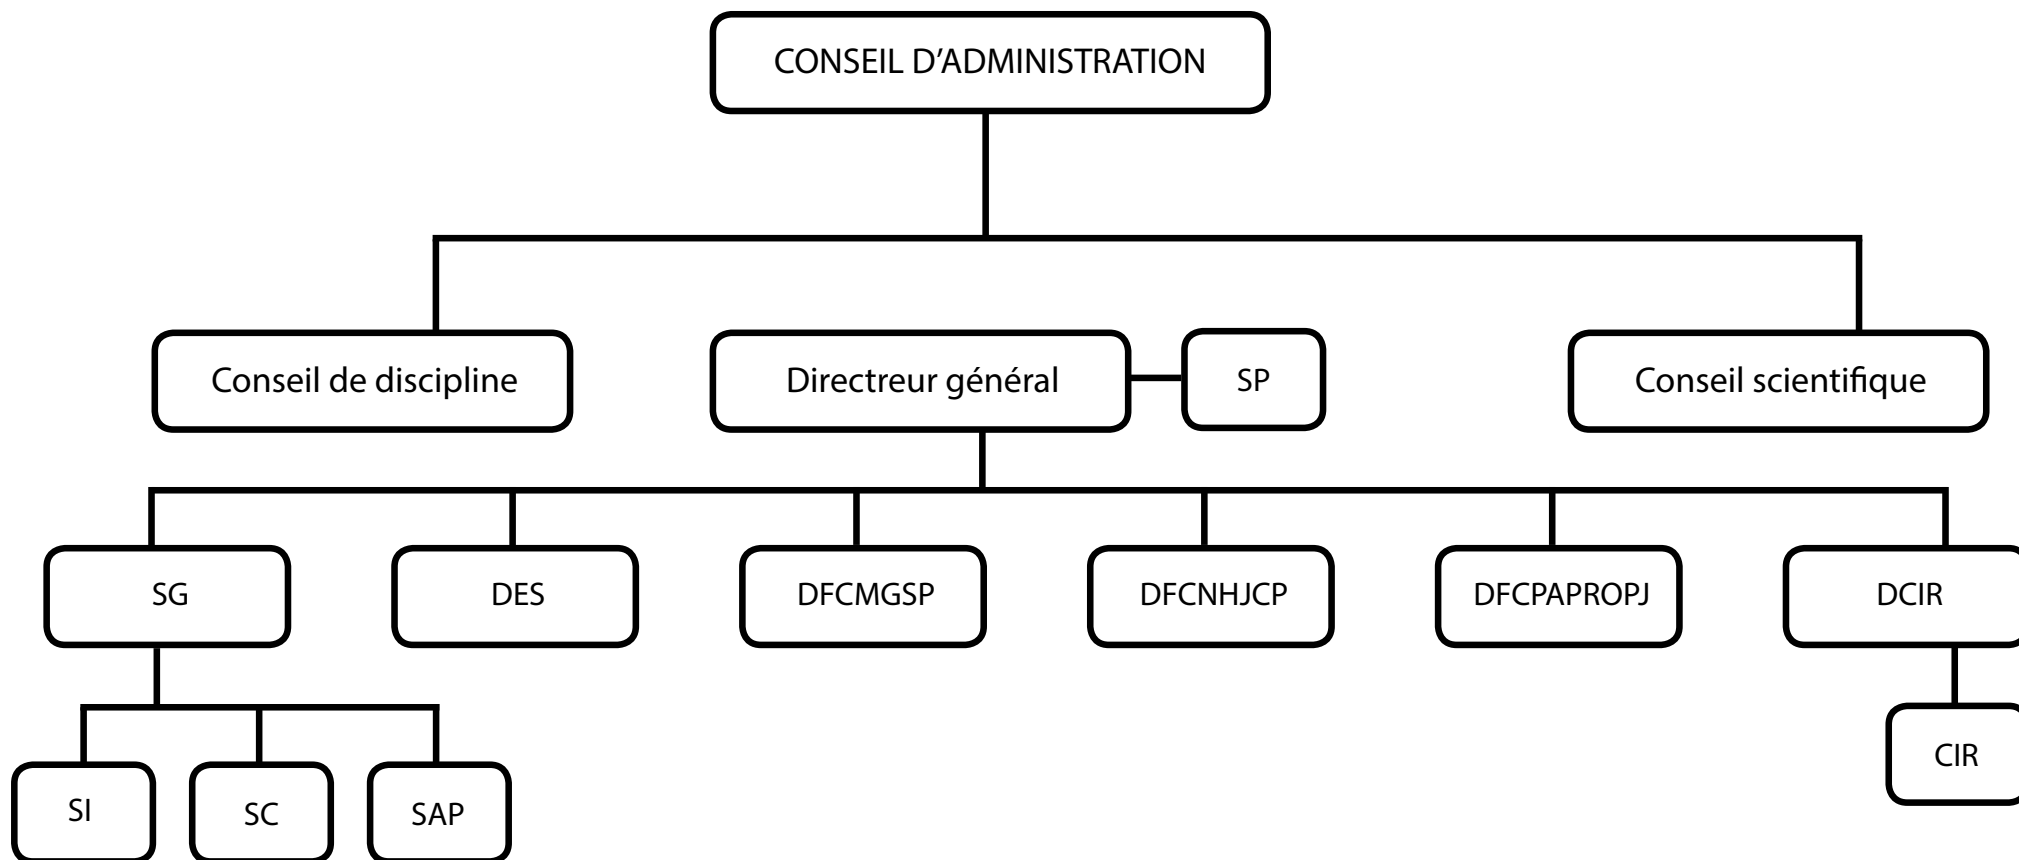 CONSEIL D’ADMINISTRATION
Conseil de discipline
Directreur général
SP
Conseil scientifique
SG
DES
DFCMGSP
DFCNHJCP
DFCPAPROPJ
DCIR
CIR
SI
SC
SAP